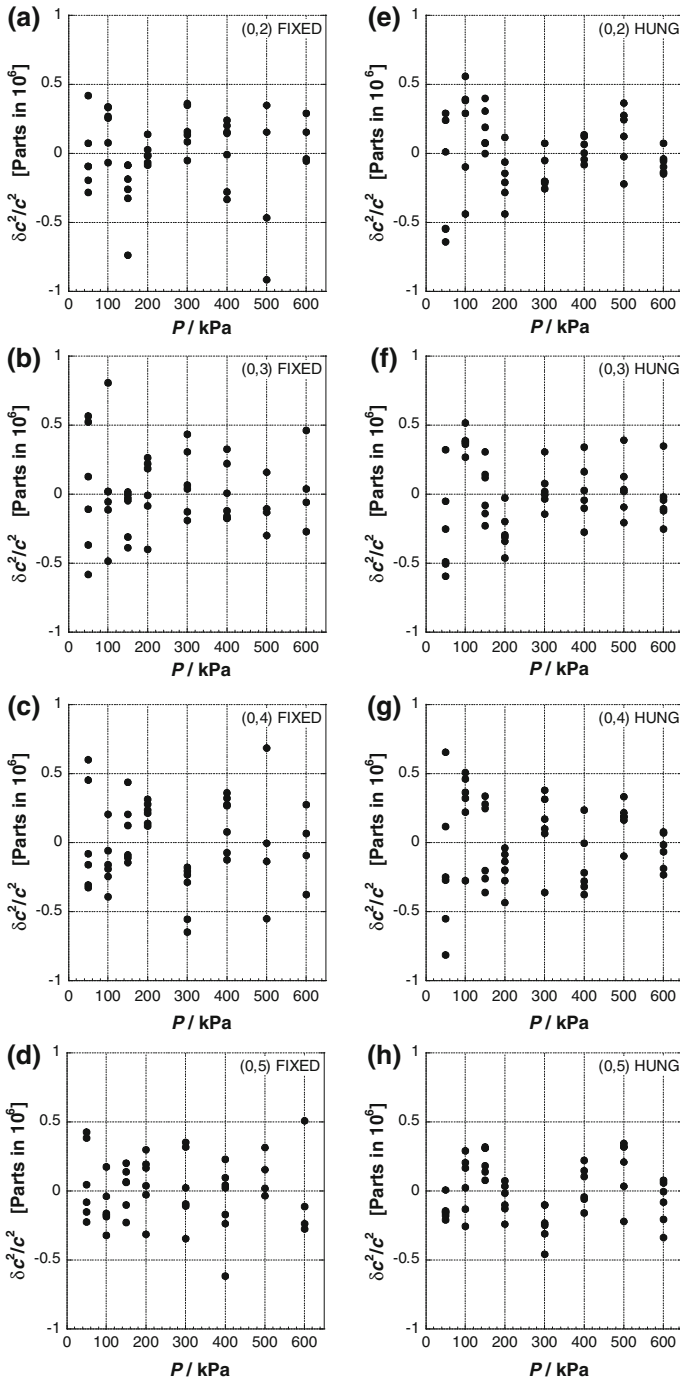 (a)
(0,2) FIXED
1
0.5
0
-0.5
-1
δc²/c² [Parts in 10⁶]
0 100 200 300 400 500 600
P / kPa
(e)
(0,2) HUNG
1
0.5
0
-0.5
-1
δc²/c² [Parts in 10⁶]
0 100 200 300 400 500 600
P / kPa
(b)
(0,3) FIXED
1
0.5
0
-0.5
-1
δc²/c² [Parts in 10⁶]
0 100 200 300 400 500 600
P / kPa
(f)
(0,3) HUNG
1
0.5
0
-0.5
-1
δc²/c² [Parts in 10⁶]
0 100 200 300 400 500 600
P / kPa
(c)
(0,4) FIXED
1
0.5
0
-0.5
-1
δc²/c² [Parts in 10⁶]
0 100 200 300 400 500 600
P / kPa
(g)
(0,4) HUNG
1
0.5
0
-0.5
-1
δc²/c² [Parts in 10⁶]
0 100 200 300 400 500 600
P / kPa
(d)
(0,5) FIXED
1
0.5
0
-0.5
-1
δc²/c² [Parts in 10⁶]
0 100 200 300 400 500 600
P / kPa
(h)
(0,5) HUNG
1
0.5
0
-0.5
-1
δc²/c² [Parts in 10⁶]
0 100 200 300 400 500 600
P / kPa